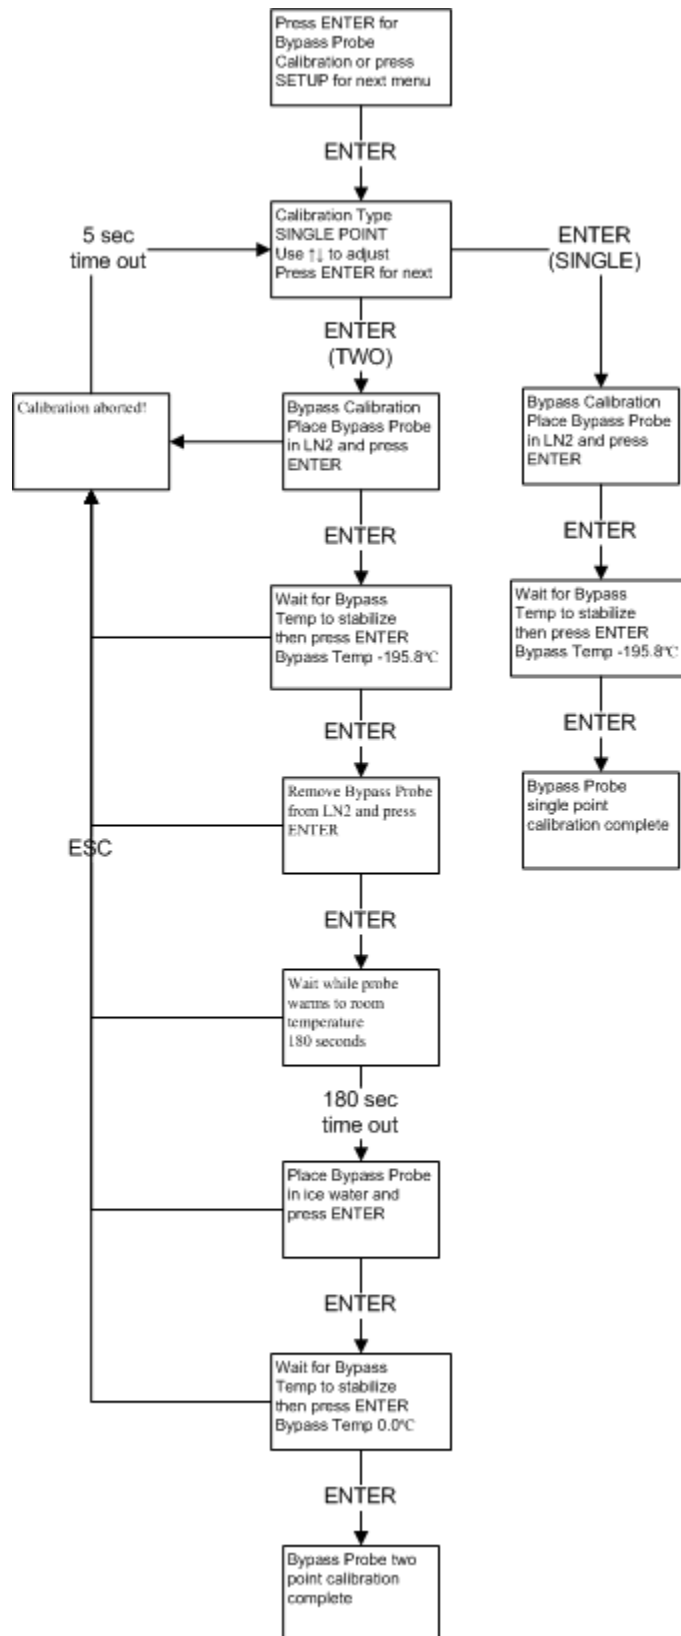 Press ENTER for
Bypass Probe
Calibration or press
SETUP for next menu
ENTER
Calibration Type
SINGLE POINT
Use ↑↓ to adjust
Press ENTER for next
5 sec
time out
ENTER
(SINGLE)
ENTER
(TWO)
Calibration aborted!
Bypass Calibration
Place Bypass Probe
in LN2 and press
ENTER
Bypass Calibration
Place Bypass Probe
in LN2 and press
ENTER
ENTER
ENTER
Wait for Bypass
Temp to stabilize
then press ENTER
Bypass Temp -195.8℃
Wait for Bypass
Temp to stabilize
then press ENTER
Bypass Temp -195.8℃
ENTER
ENTER
Remove Bypass Probe
from LN2 and press
ENTER
Bypass Probe
single point
calibration complete
ESC
ENTER
Wait while probe
warms to room
temperature
180 seconds
180 sec
time out
Place Bypass Probe
in ice water and
press ENTER
ENTER
Wait for Bypass
Temp to stabilize
then press ENTER
Bypass Temp 0.0℃
ENTER
Bypass Probe two
point calibration
complete